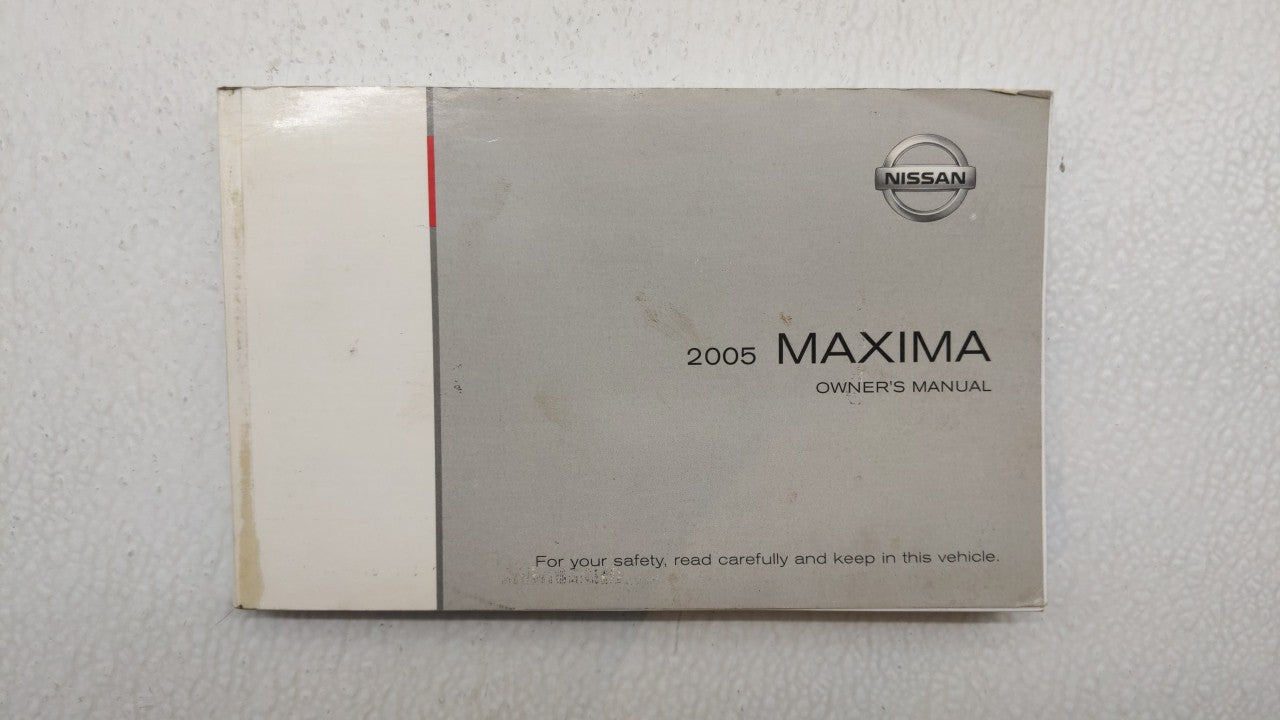 NISSAN
2005 MAXIMA
OWNER'S MANUAL
For your safety, read carefully and keep in this vehicle.